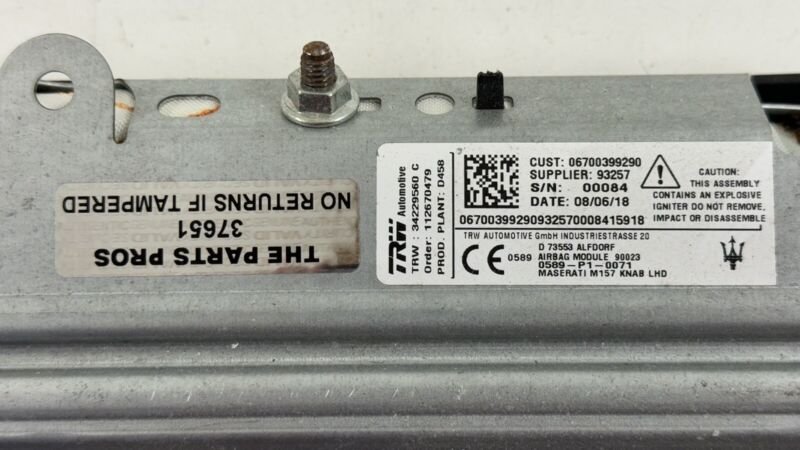 THE PARTS PROS
37651
NO RETURNS IF TAMPERED
TRW Automotive
TRW : 34229560 C
Order: 112670479
PROD. PLANT: D458
CUST: 06700399290
SUPPLIER: 93257
S/N: 00084
DATE: 08/06/18
067003992909325700084159​18
CAUTION:
THIS ASSEMBLY
CONTAINS AN EXPLOSIVE
IGNITER DO NOT REMOVE,
IMPACT OR DISMANTLE
TRW AUTOMOTIVE GmbH INDUSTRIESTRASSE 20
D 73553 ALFDORF
CE 0589 AIRBAG MODULE 90023
0589-P1-0071
MASERATI M157 KNAB LHD